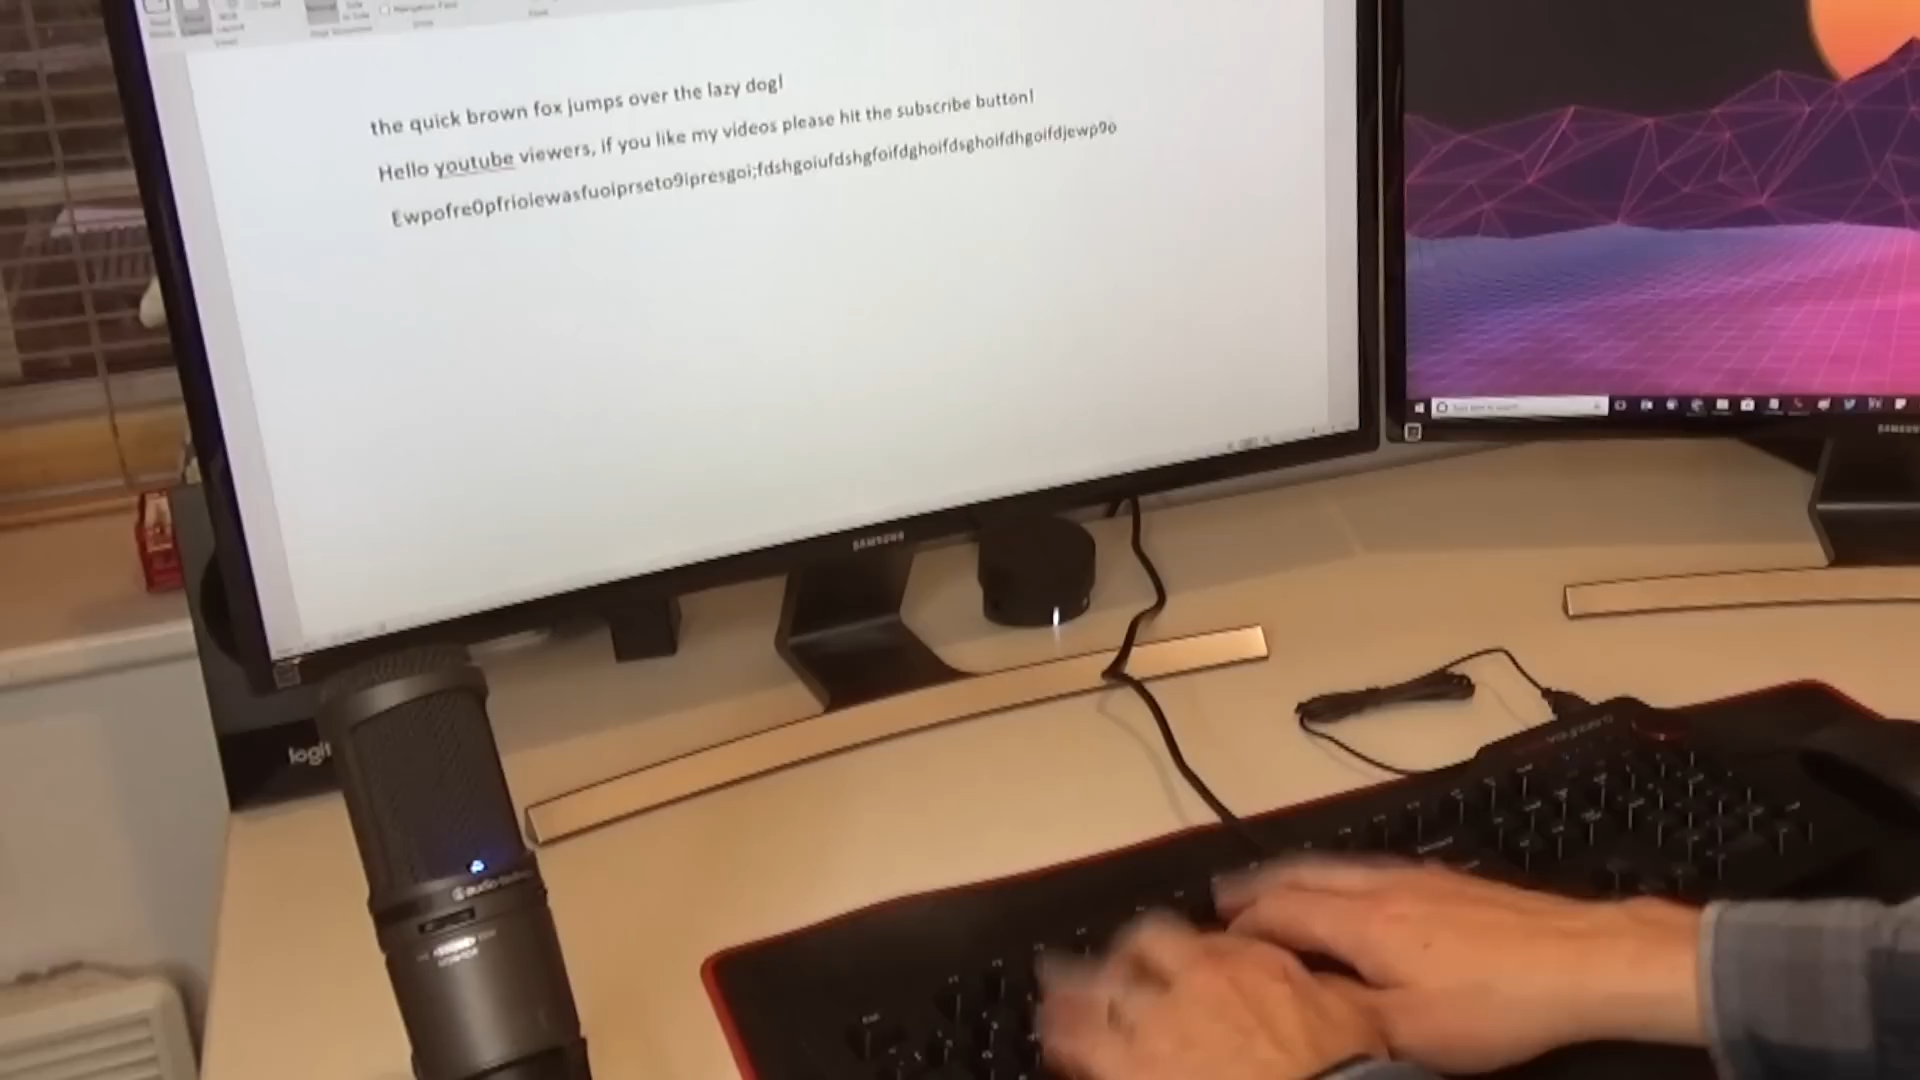 the quick brown fox jumps over the lazy dog!
Hello youtube viewers, if you like my videos please hit the subscribe button!
Ewpofre0pfrioiewasfuoiprseto9ipresgoi;fdshgoiufdshgfoifdghoifdsghoifdhgoifdjewp9o
SAMSUNG
logit